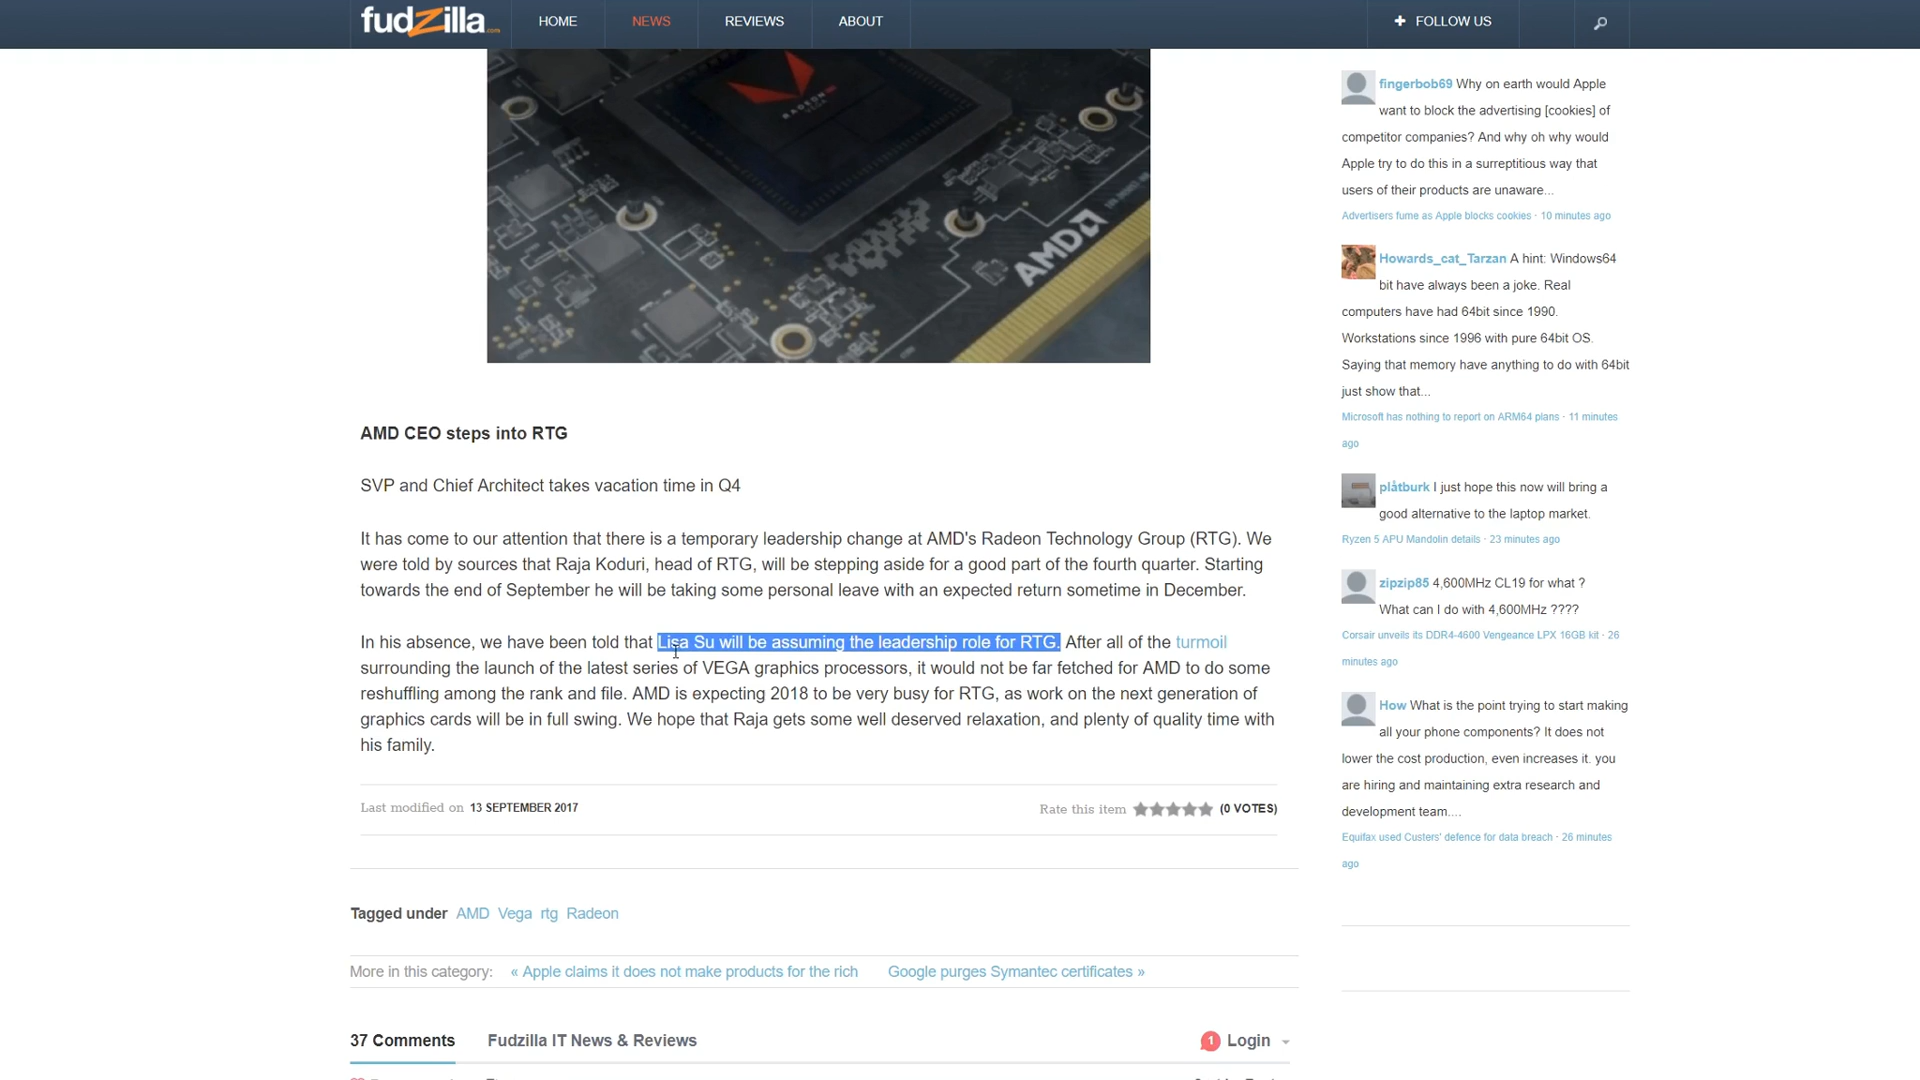 fudzilla.com
HOME
NEWS
REVIEWS
ABOUT
+ FOLLOW US
RADEON
VEGA
AMD
AMD CEO steps into RTG
SVP and Chief Architect takes vacation time in Q4
It has come to our attention that there is a temporary leadership change at AMD's Radeon Technology Group (RTG). We
were told by sources that Raja Koduri, head of RTG, will be stepping aside for a good part of the fourth quarter. Starting
towards the end of September he will be taking some personal leave with an expected return sometime in December.
In his absence, we have been told that Lisa Su will be assuming the leadership role for RTG. After all of the turmoil
surrounding the launch of the latest series of VEGA graphics processors, it would not be far fetched for AMD to do some
reshuffling among the rank and file. AMD is expecting 2018 to be very busy for RTG, as work on the next generation of
graphics cards will be in full swing. We hope that Raja gets some well deserved relaxation, and plenty of quality time with
his family.
Last modified on 13 SEPTEMBER 2017
Rate this item (0 VOTES)
Tagged under AMD Vega rtg Radeon
More in this category: « Apple claims it does not make products for the rich Google purges Symantec certificates »
37 Comments
Fudzilla IT News & Reviews
1 Login
fingerbob69 Why on earth would Apple
want to block the advertising [cookies] of
competitor companies? And why oh why would
Apple try to do this in a surreptitious way that
users of their products are unaware...
Advertisers fume as Apple blocks cookies · 10 minutes ago
Howards_cat_Tarzan A hint: Windows64
bit have always been a joke. Real
computers have had 64bit since 1990.
Workstations since 1996 with pure 64bit OS.
Saying that memory have anything to do with 64bit
just show that...
Microsoft has nothing to report on ARM64 plans · 11 minutes
ago
plåtburk I just hope this now will bring a
good alternative to the laptop market.
Ryzen 5 APU Mandolin details · 23 minutes ago
zipzip85 4,600MHz CL19 for what ?
What can I do with 4,600MHz ????
Corsair unveils its DDR4-4600 Vengeance LPX 16GB kit · 26
minutes ago
How What is the point trying to start making
all your phone components? It does not
lower the cost production, even increases it. you
are hiring and maintaining extra research and
development team....
Equifax used Custers' defence for data breach · 26 minutes
ago